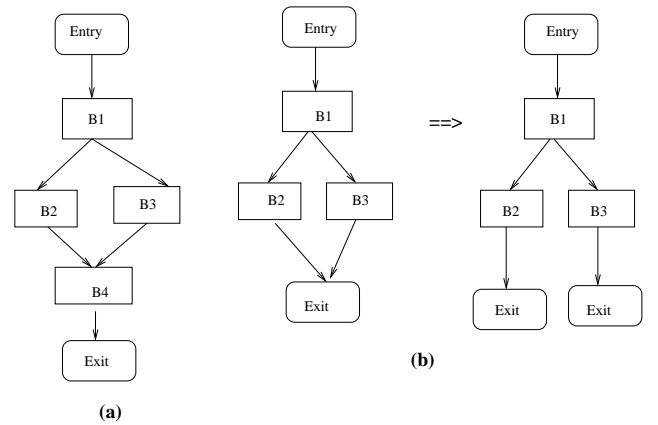 Entry
B1
B2
B3
B4
Exit
(a)
Entry
B1
B2
B3
Exit
==>
Entry
B1
B2
B3
Exit
Exit
(b)